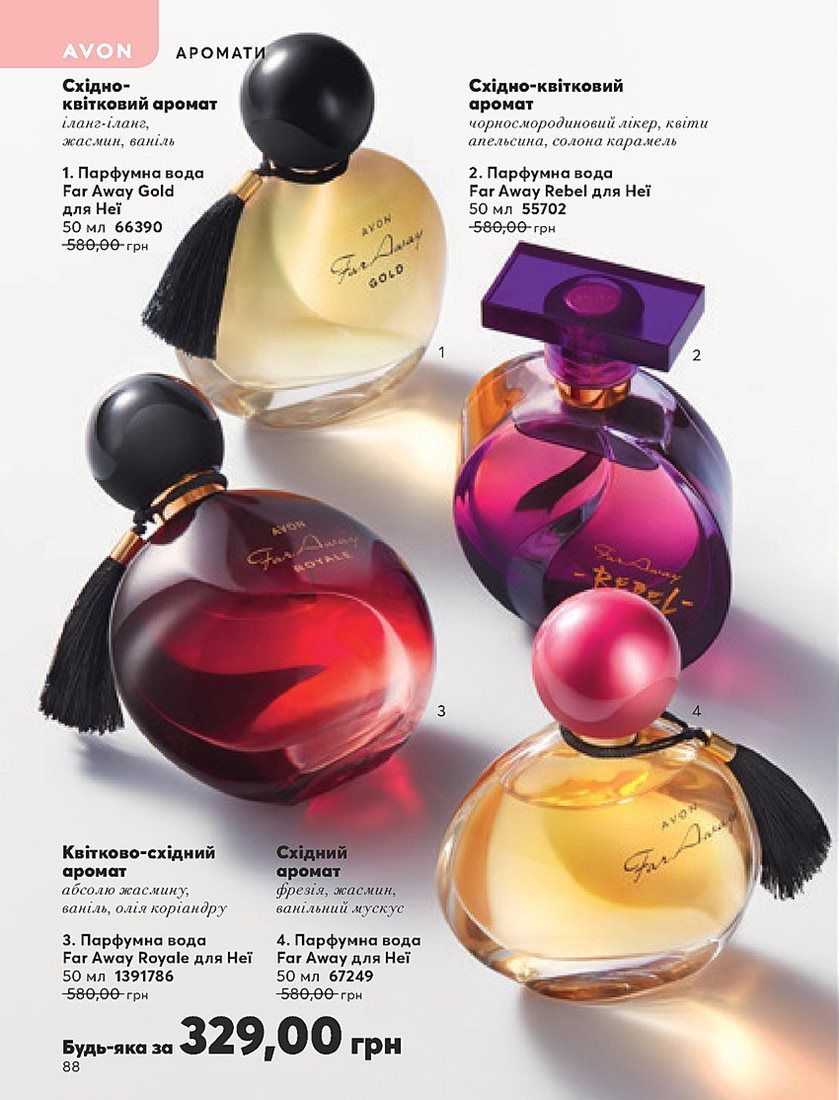 AVON АРОМАТИ
Східно-
квітковий аромат
іланг-іланг,
жасмин, ваніль
1. Парфумна вода
Far Away Gold
для Неї
50 мл 66390
580,00 грн
Східно-квітковий
аромат
чорносмородиновий лікер, квіти
апельсина, солона карамель
2. Парфумна вода
Far Away Rebel для Неї
50 мл 55702
580,00 грн
AVON
Far Away
GOLD
1
2
AVON
Far Away
ROYALE
Far Away
-REBEL-
3
4
AVON
Far Away
Квітково-східний
аромат
абсолю жасмину,
ваніль, олія коріандру
3. Парфумна вода
Far Away Royale для Неї
50 мл 1391786
580,00 грн
Східний
аромат
фрезія, жасмин,
ванільний мускус
4. Парфумна вода
Far Away для Неї
50 мл 67249
580,00 грн
Будь-яка за 329,00 грн
88